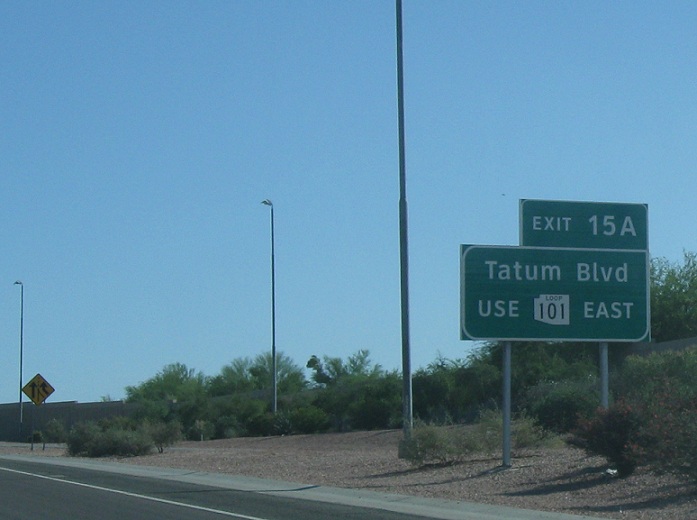 EXIT 15A
Tatum Blvd
USE LOOP 101 EAST